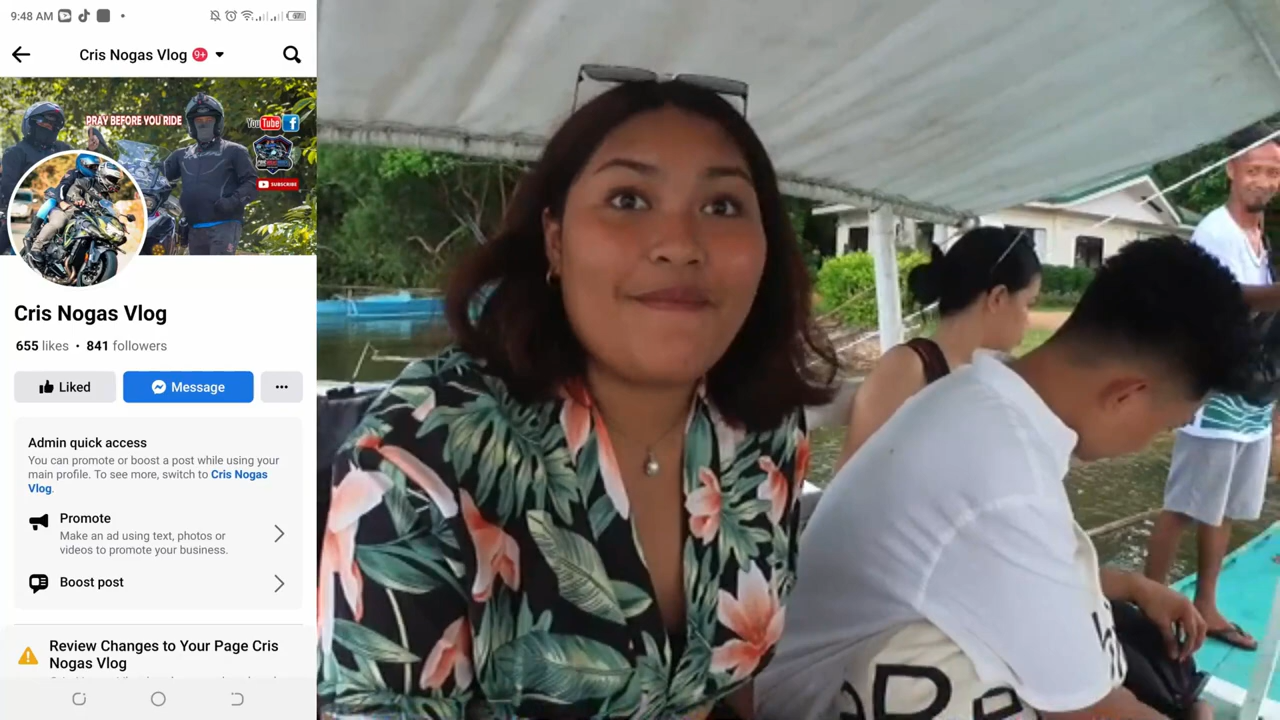 9:48 AM
Cris Nogas Vlog 9+
PRAY BEFORE YOU RIDE
YouTube
SUBSCRIBE
Cris Nogas Vlog
655 likes • 841 followers
Liked
Message
Admin quick access
You can promote or boost a post while using your
main profile. To see more, switch to Cris Nogas
Vlog.
Promote
Make an ad using text, photos or
videos to promote your business.
Boost post
Review Changes to Your Page Cris
Nogas Vlog